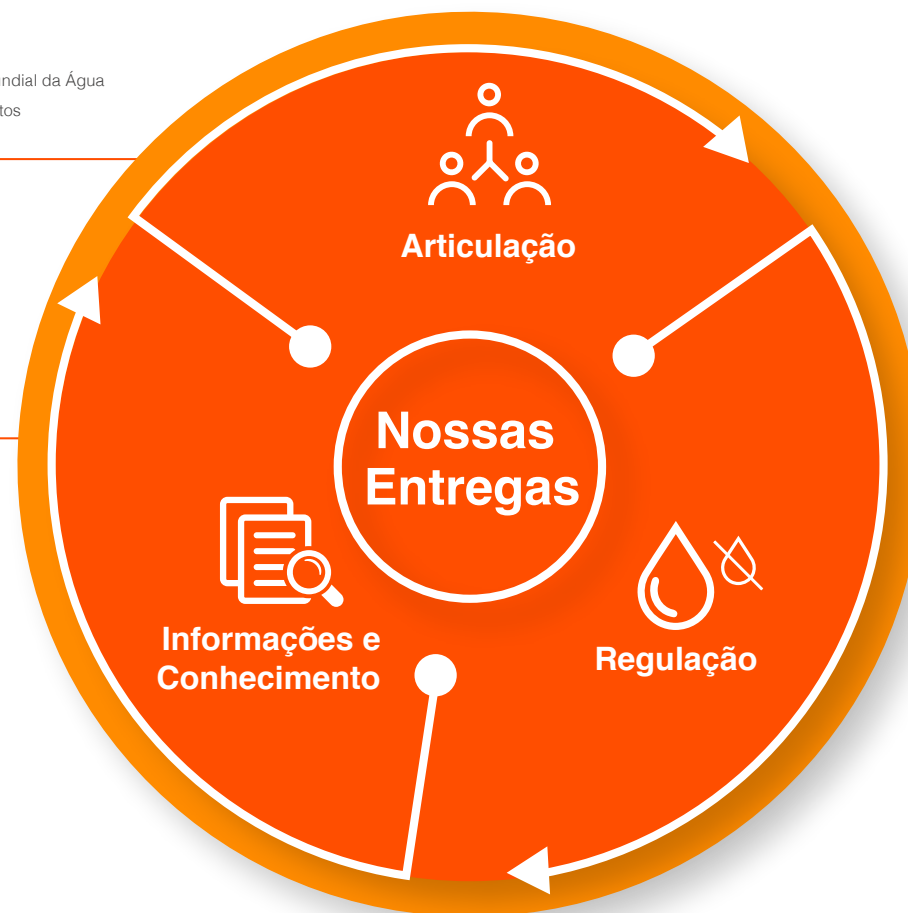 ndial da Água
tos
Articulação
Nossas
Entregas
Informações e
Conhecimento
Regulação